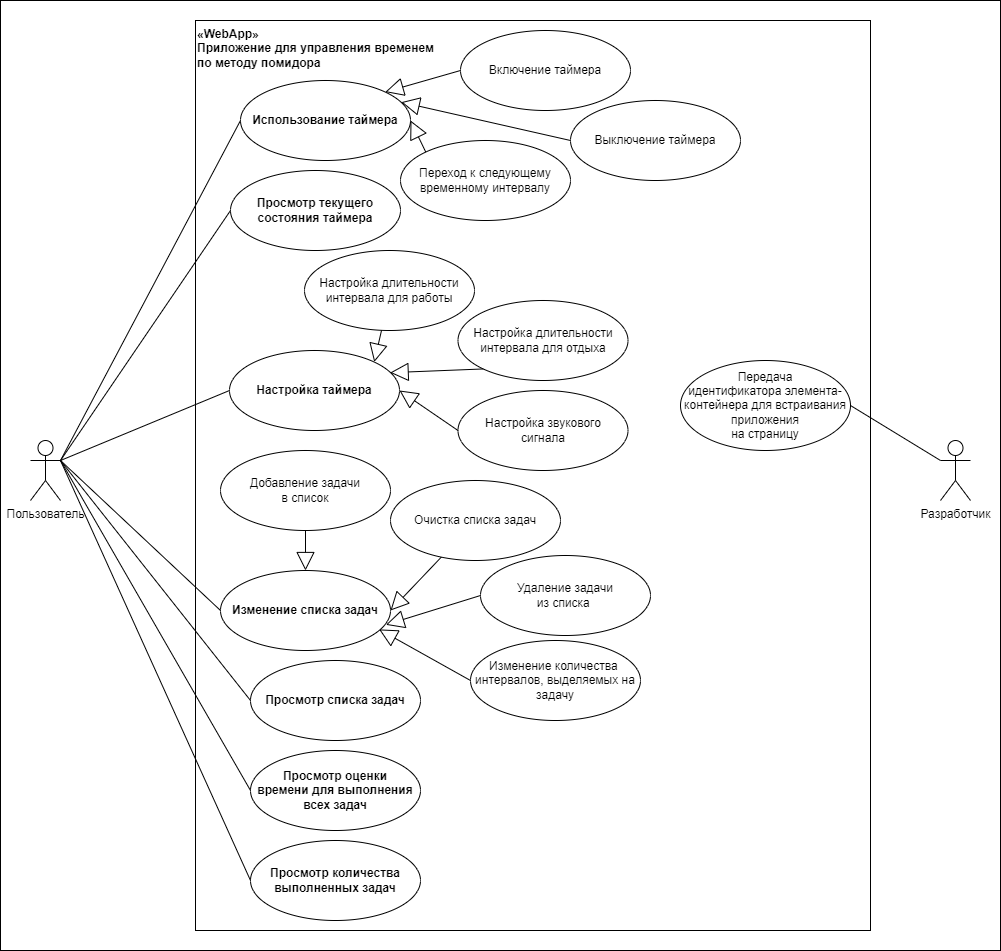 «WebApp»
Приложение для управления временем
по методу помидора
Включение таймера
Использование таймера
Выключение таймера
Переход к следующему
временному интервалу
Просмотр текущего
состояния таймера
Настройка длительности
интервала для работы
Настройка длительности
интервала для отдыха
Настройка таймера
Передача
идентификатора элемента-
контейнера для встраивания
приложения
на страницу
Настройка звукового
сигнала
Пользователь
Разработчик
Добавление задачи
в список
Очистка списка задач
Удаление задачи
из списка
Изменение списка задач
Изменение количества
интервалов, выделяемых на
задачу
Просмотр списка задач
Просмотр оценки
времени для выполнения
всех задач
Просмотр количества
выполненных задач